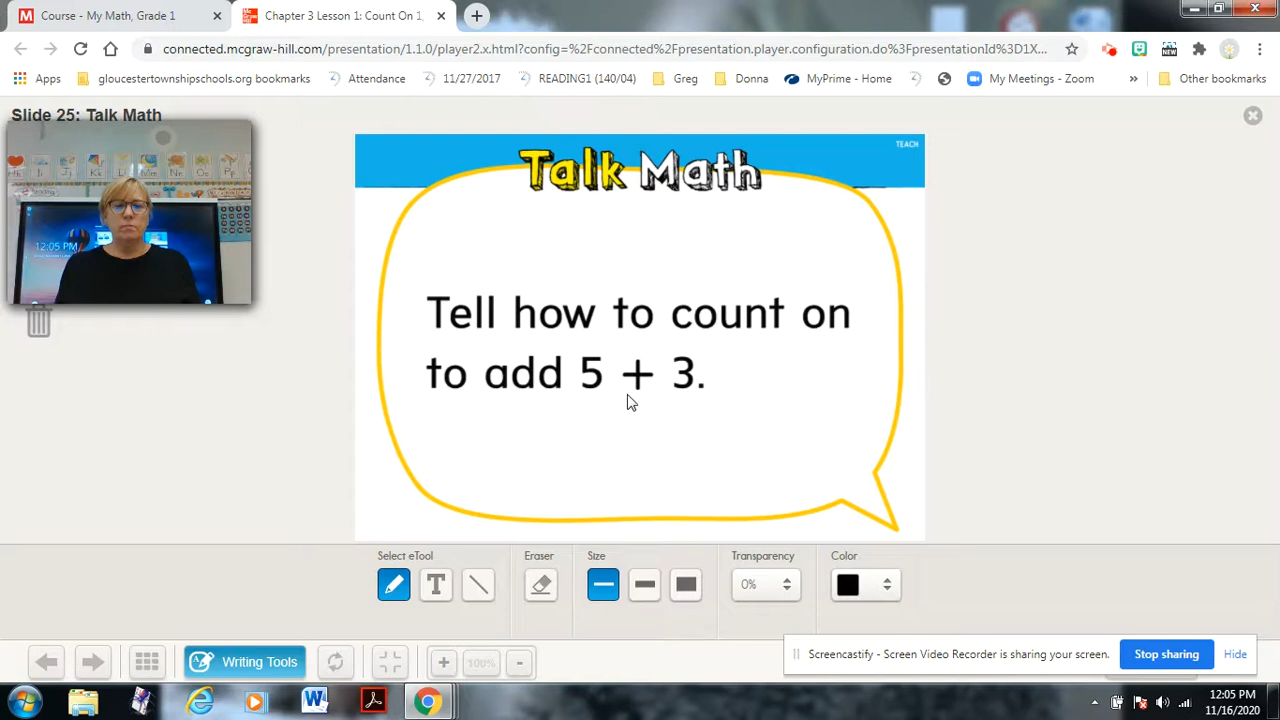 Course - My Math, Grade 1
Chapter 3 Lesson 1: Count On 1,
connected.mcgraw-hill.com/presentation/1.1.0/player2.x.html?config=%2Fconnected%2Fpresentation.player.configuration.do%3FpresentationId%3D1X...
Apps
gloucestertownshipschools.org bookmarks
Attendance
11/27/2017
READING1 (140/04)
Greg
Donna
MyPrime - Home
My Meetings - Zoom
»
Other bookmarks
Slide 25: Talk Math
12:05 PM
TEACH
Talk Math
Tell how to count on
to add 5 + 3.
Select eTool
Eraser
Size
Transparency
Color
T
0%
Writing Tools
100%
Screencastify - Screen Video Recorder is sharing your screen.
Stop sharing
Hide
12:05 PM
11/16/2020